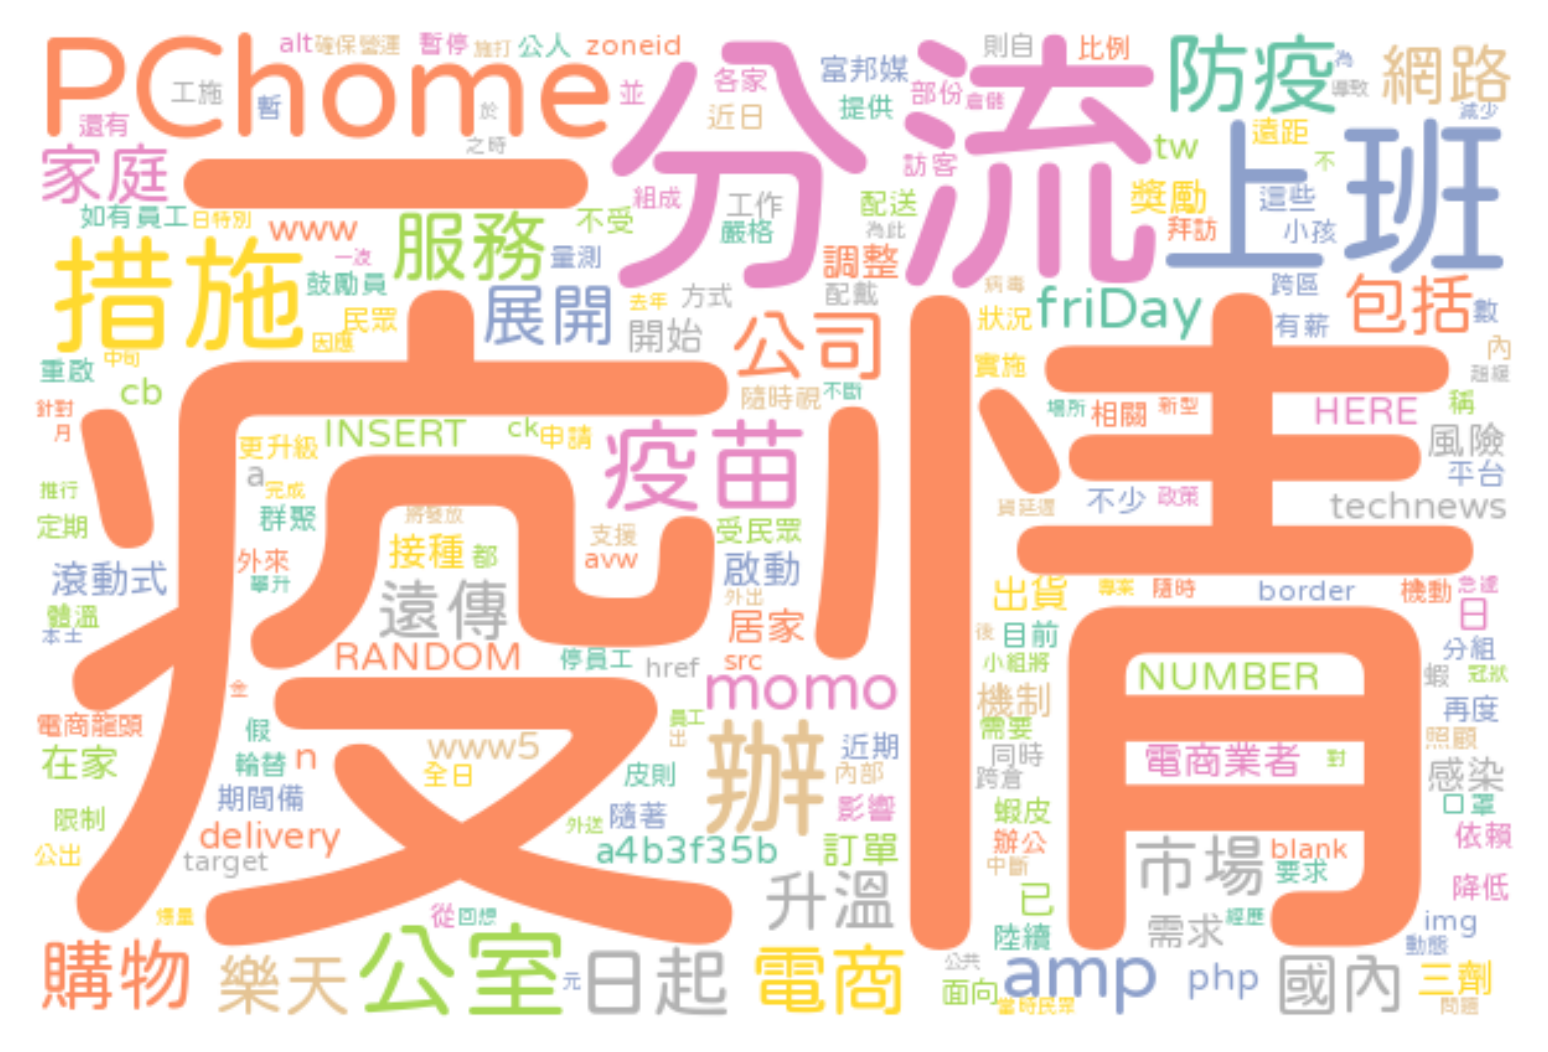 PChome
alt
確保營運
暫停
施打
公人
zoneid
分流
各家
富邦媒
則自
比例
防疫
為
導致
網路
減少
工施
暫
於
並
近日
提供
部份
倉儲
還有
之時
家庭
一
訪客
tw
遠距
不
上班
組成
工作
嚴格
配送
為此
獎勵
拜訪
這些
小孩
如有員工
日特別
www
服務
不受
量測
措施
一波
鼓勵員
調整
民眾
因應
展開
去年
方式
配戴
病毒
跨區
包括
開始
公司
狀況
friDay
有薪
數
中旬
重啟
cb
實施
內
隨時視
不斷
針對
月
場所
相關
新型
HERE
稱
INSERT
ck
申請
疫苗
更升級
風險
a
完成
平台
推行
定期
群聚
支援
受民眾
不少
政策
technews
接種
都
avw
啟動
外來
攀升
滾動式
遠傳
外出
出貨
專案
隨時
border
機動
急遽
體溫
本土
居家
日
疫情
後
目前
RANDOM
停員工
href
src
小組將
分組
momo
NUMBER
蝦
冠狀
金
機制
再度
電商龍頭
假
員工
出
需要
照顧
www5
辦
近期
同時
電商業者
對
在家
輪替
n
全日
皮則
內部
跨倉
感染
期間備
影響
蝦皮
口罩
限制
隨著
delivery
外送
辦公
依賴
公出
target
a4b3f35b
訂單
中斷
市場
blank
要求
升溫
已
降低
爆量
從
回想
陸續
需求
經歷
img
動態
購物
樂天
公室
元
日起
電商
公共
面向
amp
當時民眾
php
國內
三劑
問題